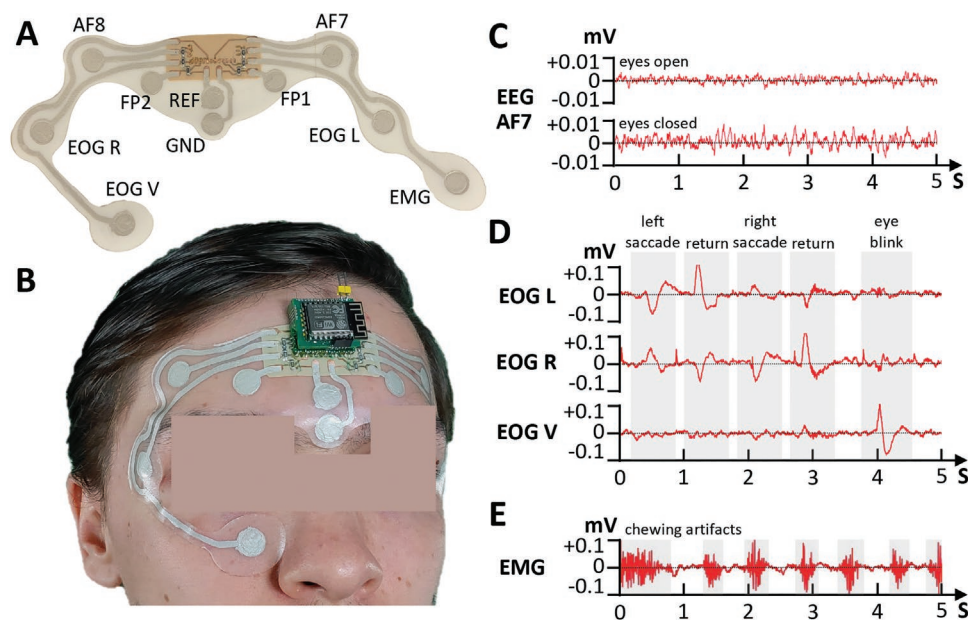 A
AF8
AF7
FP2
REF
FP1
EOG R
GND
EOG L
EOG V
EMG
B
C
mV
EEG
AF7
+0.01
0
-0.01
eyes open
+0.01
0
-0.01
eyes closed
0 1 2 3 4 5 S
D
mV
left
saccade
return
right
saccade
return
eye
blink
EOG L
+0.1
0
-0.1
EOG R
+0.1
0
-0.1
EOG V
+0.1
0
-0.1
0 1 2 3 4 5 S
E
mV
chewing artifacts
EMG
+0.1
0
-0.1
0 1 2 3 4 5 S